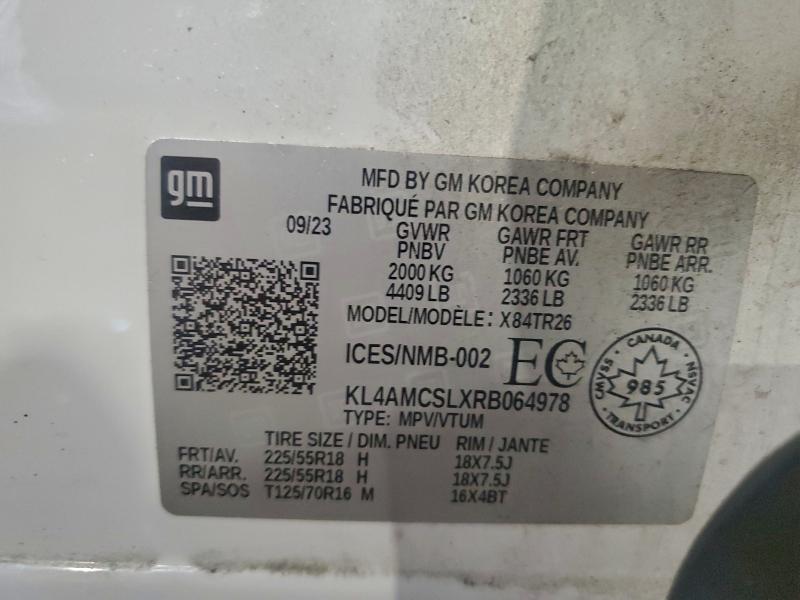 gm
MFD BY GM KOREA COMPANY
FABRIQUÉ PAR GM KOREA COMPANY
09/23 GVWR GAWR FRT GAWR RR
PNBV PNBE AV. PNBE ARR.
2000 KG 1060 KG 1060 KG
4409 LB 2336 LB 2336 LB
MODEL/MODÈLE: X84TR26
ICES/NMB-002 EC
CANADA
CMVSS 985 NSVAC
TRANSPORT
KL4AMCSLXRB064978
TYPE: MPV/VTUM
TIRE SIZE / DIM. PNEU RIM / JANTE
FRT/AV. 225/55R18 H 18X7.5J
RR/ARR. 225/55R18 H 18X7.5J
SPA/SOS T125/70R16 M 16X4BT